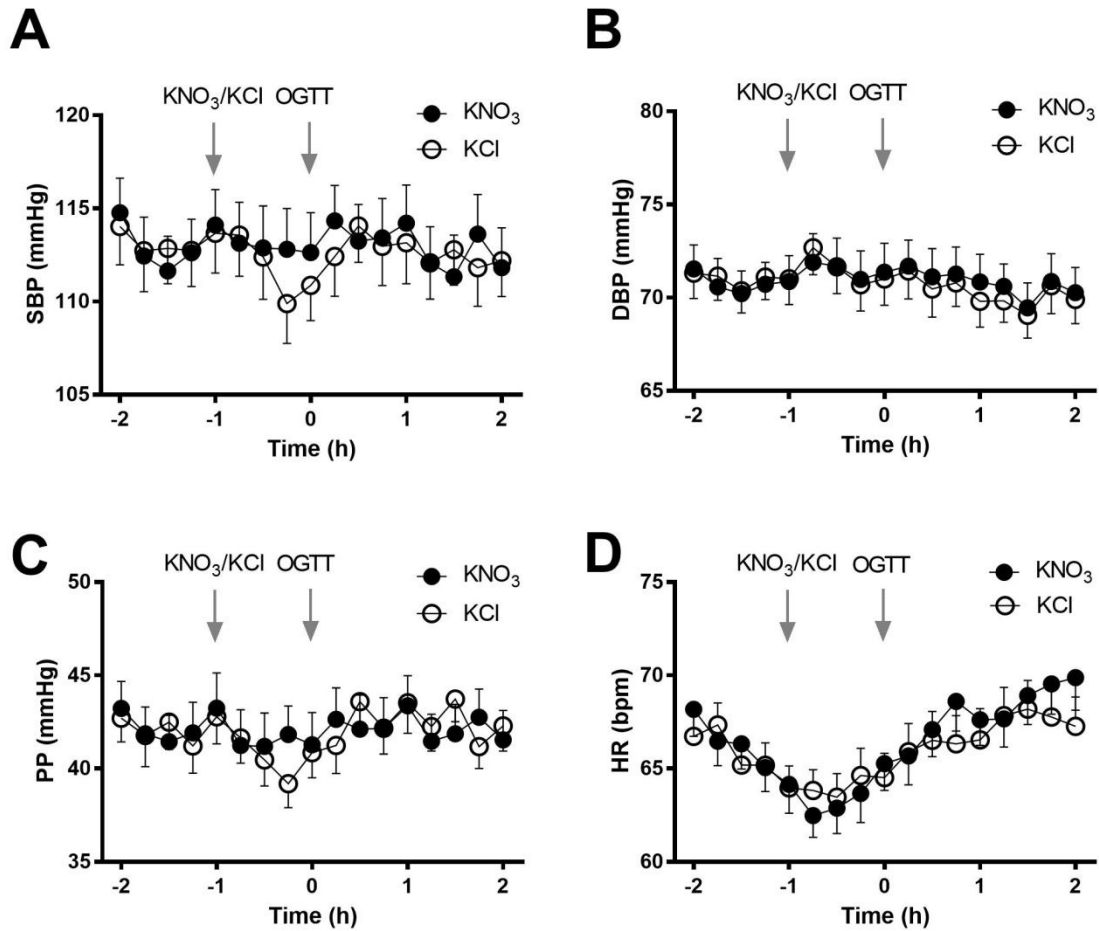 A
KNO₃/KCl OGTT
KNO₃
KCl
120
115
110
105
SBP (mmHg)
-2 -1 0 1 2
Time (h)
B
KNO₃/KCl OGTT
KNO₃
KCl
80
75
70
65
DBP (mmHg)
-2 -1 0 1 2
Time (h)
C
KNO₃/KCl OGTT
KNO₃
KCl
50
45
40
35
PP (mmHg)
-2 -1 0 1 2
Time (h)
D
KNO₃/KCl OGTT
KNO₃
KCl
75
70
65
60
HR (bpm)
-2 -1 0 1 2
Time (h)